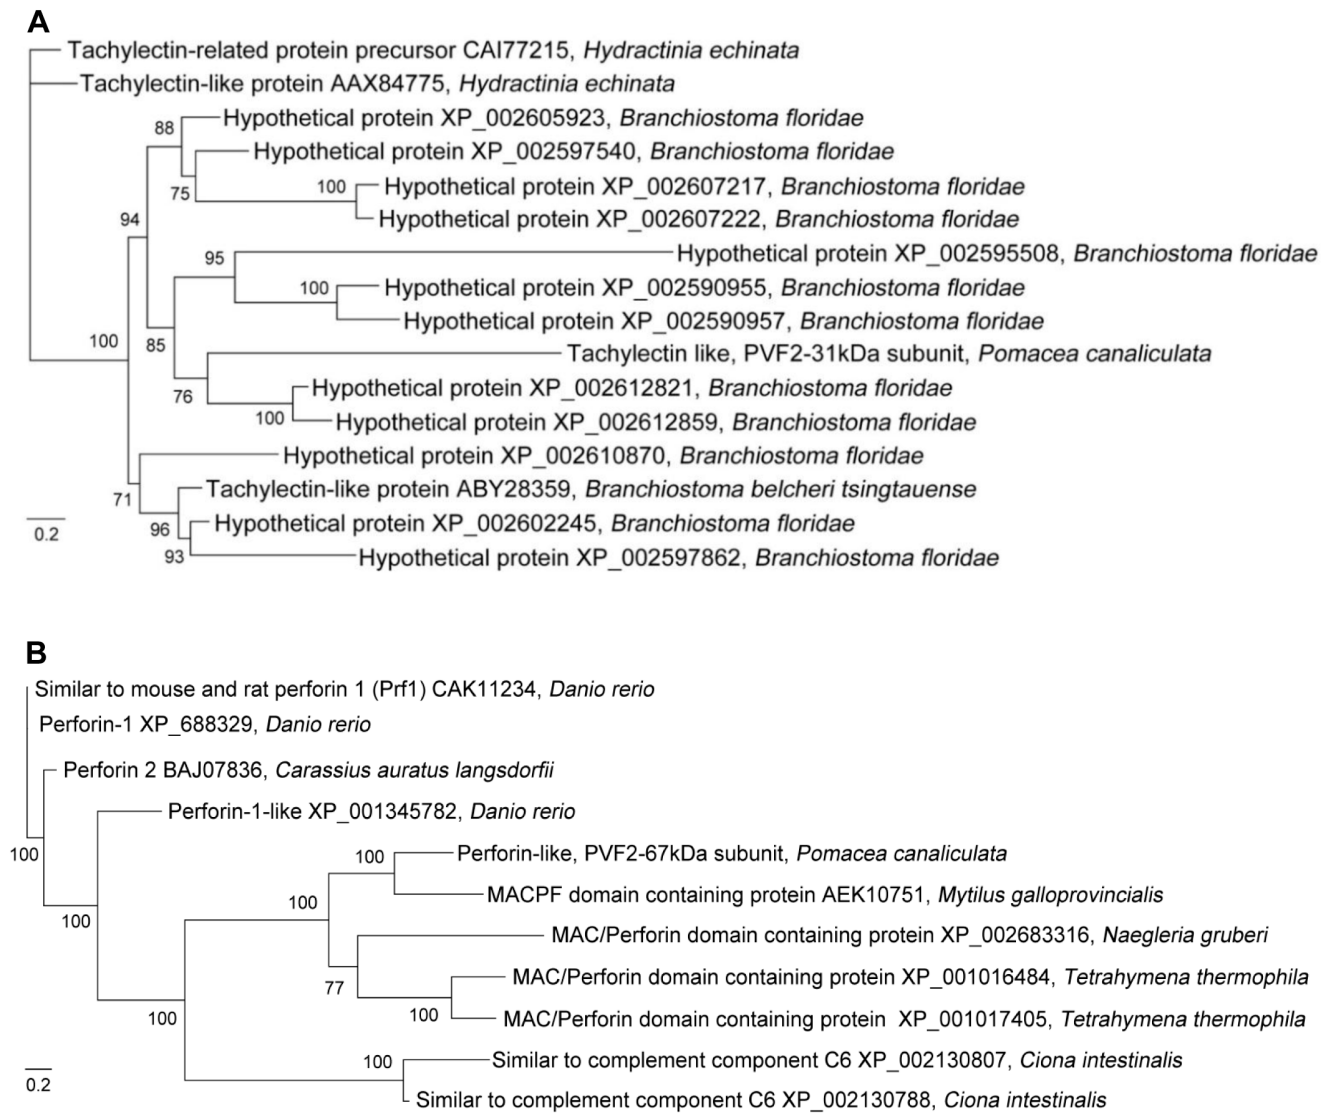 A
Tachylectin-related protein precursor CAI77215, Hydractinia echinata
Tachylectin-like protein AAX84775, Hydractinia echinata
88
Hypothetical protein XP_002605923, Branchiostoma floridae
Hypothetical protein XP_002597540, Branchiostoma floridae
75
100
Hypothetical protein XP_002607217, Branchiostoma floridae
94
Hypothetical protein XP_002607222, Branchiostoma floridae
95
Hypothetical protein XP_002595508, Branchiostoma floridae
100
Hypothetical protein XP_002590955, Branchiostoma floridae
Hypothetical protein XP_002590957, Branchiostoma floridae
100
85
Tachylectin like, PVF2-31kDa subunit, Pomacea canaliculata
76
Hypothetical protein XP_002612821, Branchiostoma floridae
100
Hypothetical protein XP_002612859, Branchiostoma floridae
Hypothetical protein XP_002610870, Branchiostoma floridae
71
Tachylectin-like protein ABY28359, Branchiostoma belcheri tsingtauense
96
Hypothetical protein XP_002602245, Branchiostoma floridae
0.2
93
Hypothetical protein XP_002597862, Branchiostoma floridae
B
Similar to mouse and rat perforin 1 (Prf1) CAK11234, Danio rerio
Perforin-1 XP_688329, Danio rerio
Perforin 2 BAJ07836, Carassius auratus langsdorfii
Perforin-1-like XP_001345782, Danio rerio
100
100
Perforin-like, PVF2-67kDa subunit, Pomacea canaliculata
100
MACPF domain containing protein AEK10751, Mytilus galloprovincialis
100
MAC/Perforin domain containing protein XP_002683316, Naegleria gruberi
77
MAC/Perforin domain containing protein XP_001016484, Tetrahymena thermophila
100
100
MAC/Perforin domain containing protein XP_001017405, Tetrahymena thermophila
100
Similar to complement component C6 XP_002130807, Ciona intestinalis
0.2
Similar to complement component C6 XP_002130788, Ciona intestinalis